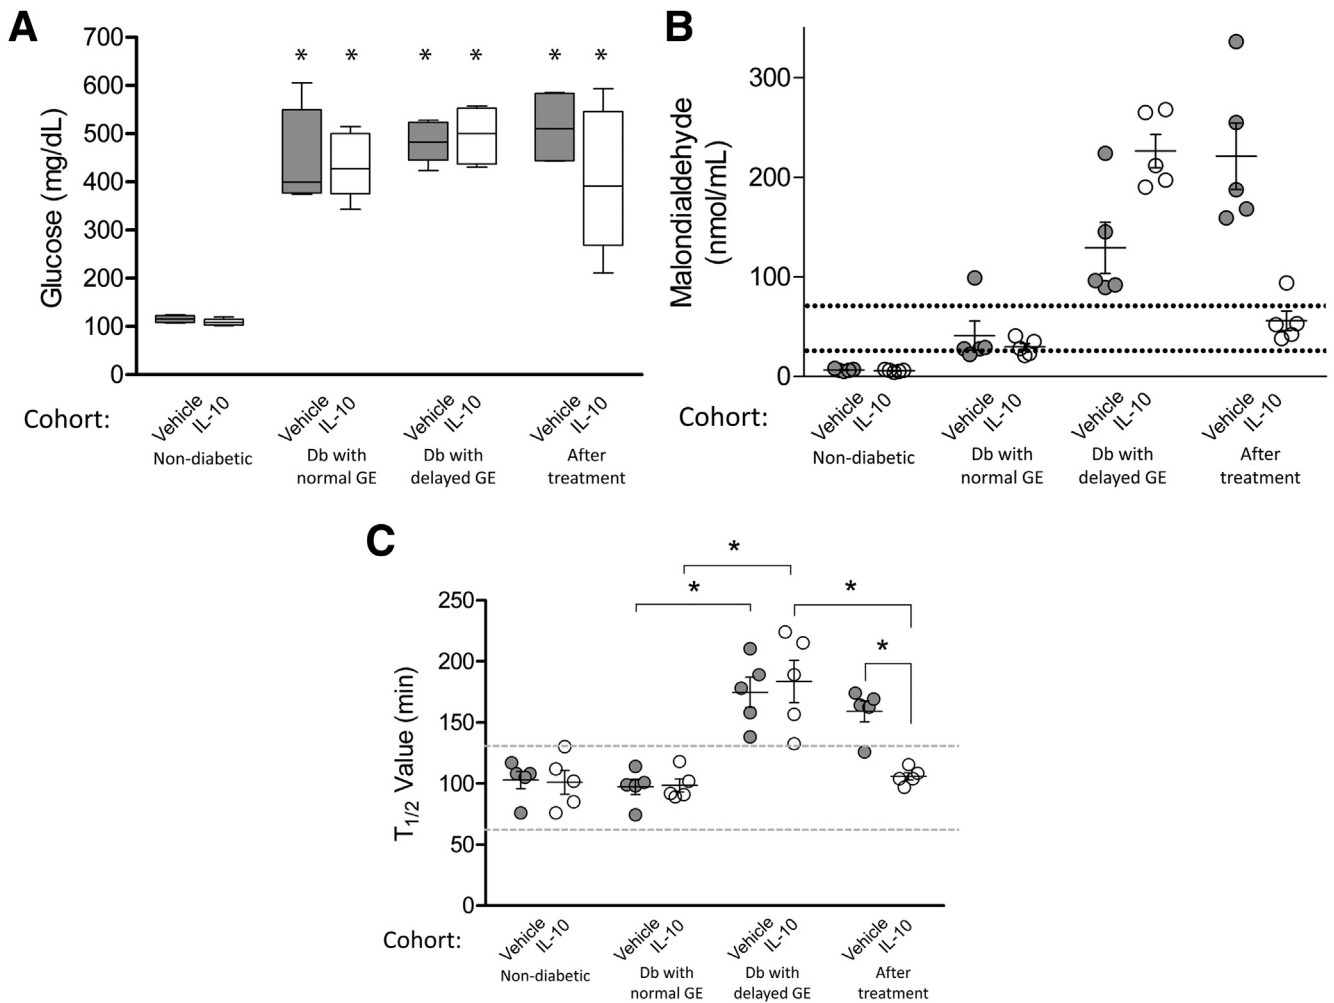 A
700
600
500
400
300
200
100
0
Glucose (mg/dL)
* * * * * *
Cohort:
Vehicle IL-10 Vehicle IL-10 Vehicle IL-10 Vehicle IL-10
Non-diabetic
Db with
normal GE
Db with
delayed GE
After
treatment
B
300
200
100
0
Malondialdehyde
(nmol/mL)
Cohort:
Vehicle IL-10 Vehicle IL-10 Vehicle IL-10 Vehicle IL-10
Non-diabetic
Db with
normal GE
Db with
delayed GE
After
treatment
C
250
200
150
100
50
0
T1/2 Value (min)
* * * *
Cohort:
Vehicle IL-10 Vehicle IL-10 Vehicle IL-10 Vehicle IL-10
Non-diabetic
Db with
normal GE
Db with
delayed GE
After
treatment